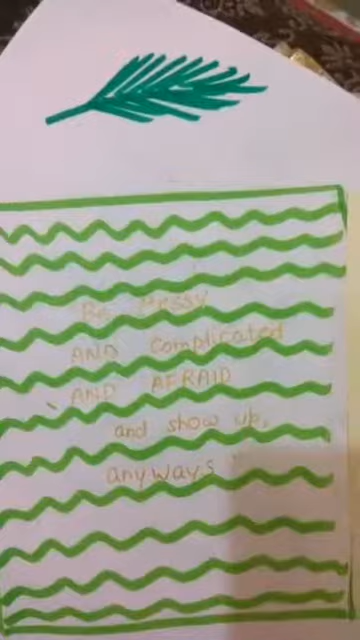 Be Messy
AND Complicated
AND AFRAID
and show up,
anyways "